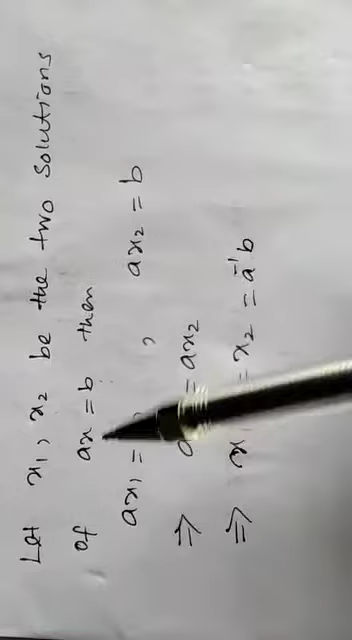 Let x₁, x₂ be the two solutions
of ax = b then
ax₁ = , ax₂ = b
⇒ a = ax₂
⇒ x = x₂ = a⁻¹b